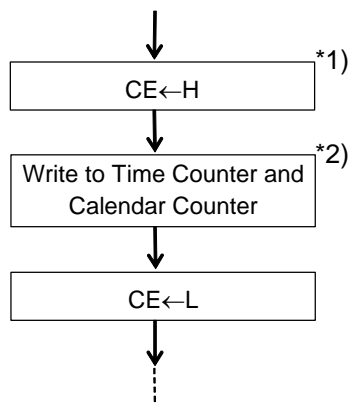 *1)
CE←H
*2)
Write to Time Counter and
Calendar Counter
CE←L